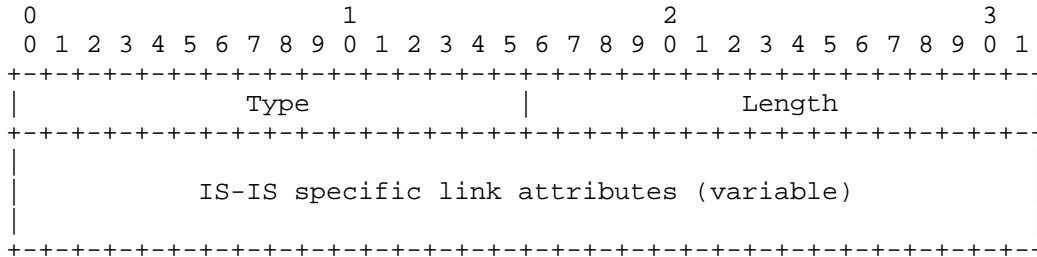 0                   1                   2                   3
 0 1 2 3 4 5 6 7 8 9 0 1 2 3 4 5 6 7 8 9 0 1 2 3 4 5 6 7 8 9 0 1
+-+-+-+-+-+-+-+-+-+-+-+-+-+-+-+-+-+-+-+-+-+-+-+-+-+-+-+-+-+-+-+--
|              Type             |             Length
+-+-+-+-+-+-+-+-+-+-+-+-+-+-+-+-+-+-+-+-+-+-+-+-+-+-+-+-+-+-+-+--
|
|           IS-IS specific link attributes (variable)
|
+-+-+-+-+-+-+-+-+-+-+-+-+-+-+-+-+-+-+-+-+-+-+-+-+-+-+-+-+-+-+-+--